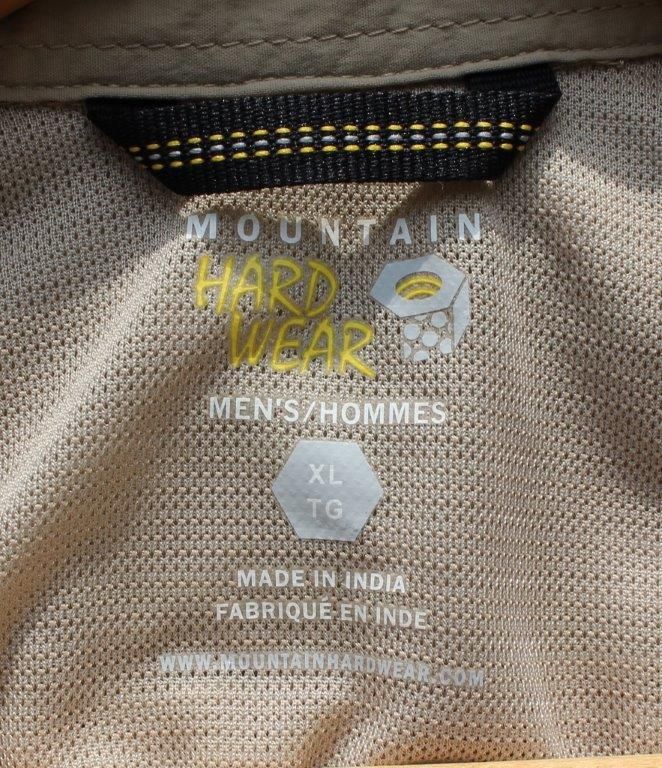 MOUNTAIN
HARD
WEAR
MEN'S/HOMMES
XL
TG
MADE IN INDIA
FABRIQUÉ EN INDE
WWW.MOUNTAINHARDWEAR.COM